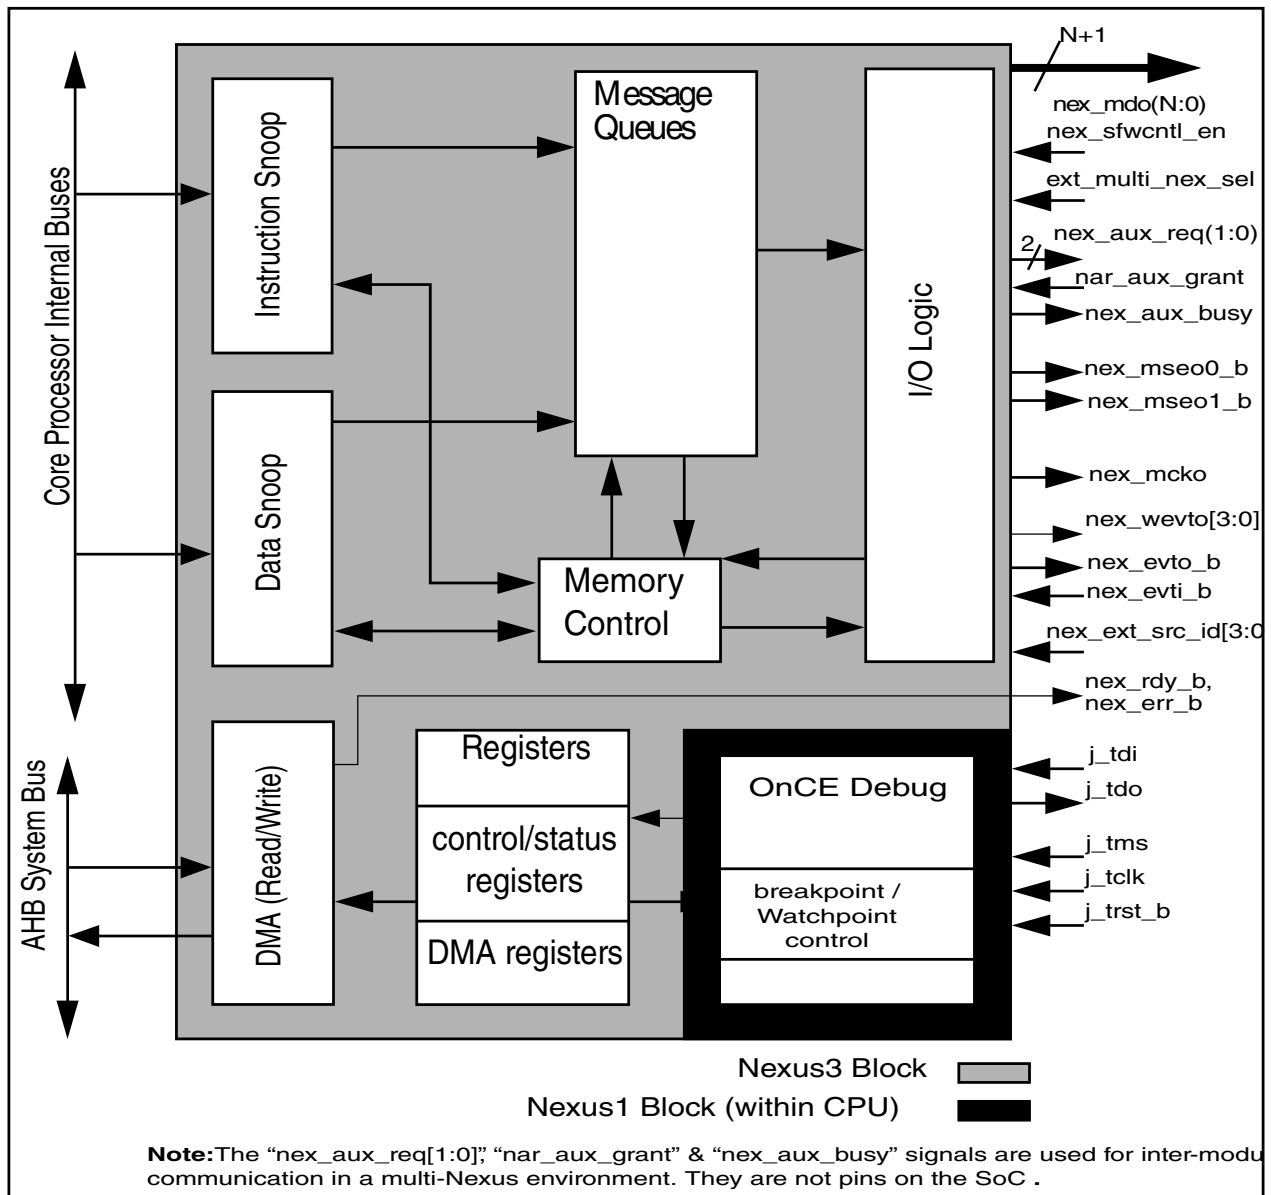 N+1
nex_mdo(N:0)
nex_sfwcntl_en
ext_multi_nex_sel
nex_aux_req(1:0)
2
nar_aux_grant
nex_aux_busy
nex_mseo0_b
nex_mseo1_b
nex_mcko
nex_wevto[3:0]
nex_evto_b
nex_evti_b
nex_ext_src_id[3:0
nex_rdy_b,
nex_err_b
j_tdi
j_tdo
j_tms
j_tclk
j_trst_b
Core Processor Internal Buses
AHB System Bus
Instruction Snoop
Data Snoop
DMA (Read/Write)
Message
Queues
I/O Logic
Memory
Control
Registers
control/status
registers
DMA registers
OnCE Debug
breakpoint /
Watchpoint
control
Nexus3 Block
Nexus1 Block (within CPU)
Note:The “nex_aux_req[1:0]”, “nar_aux_grant” & “nex_aux_busy” signals are used for inter-modu
communication in a multi-Nexus environment. They are not pins on the SoC .